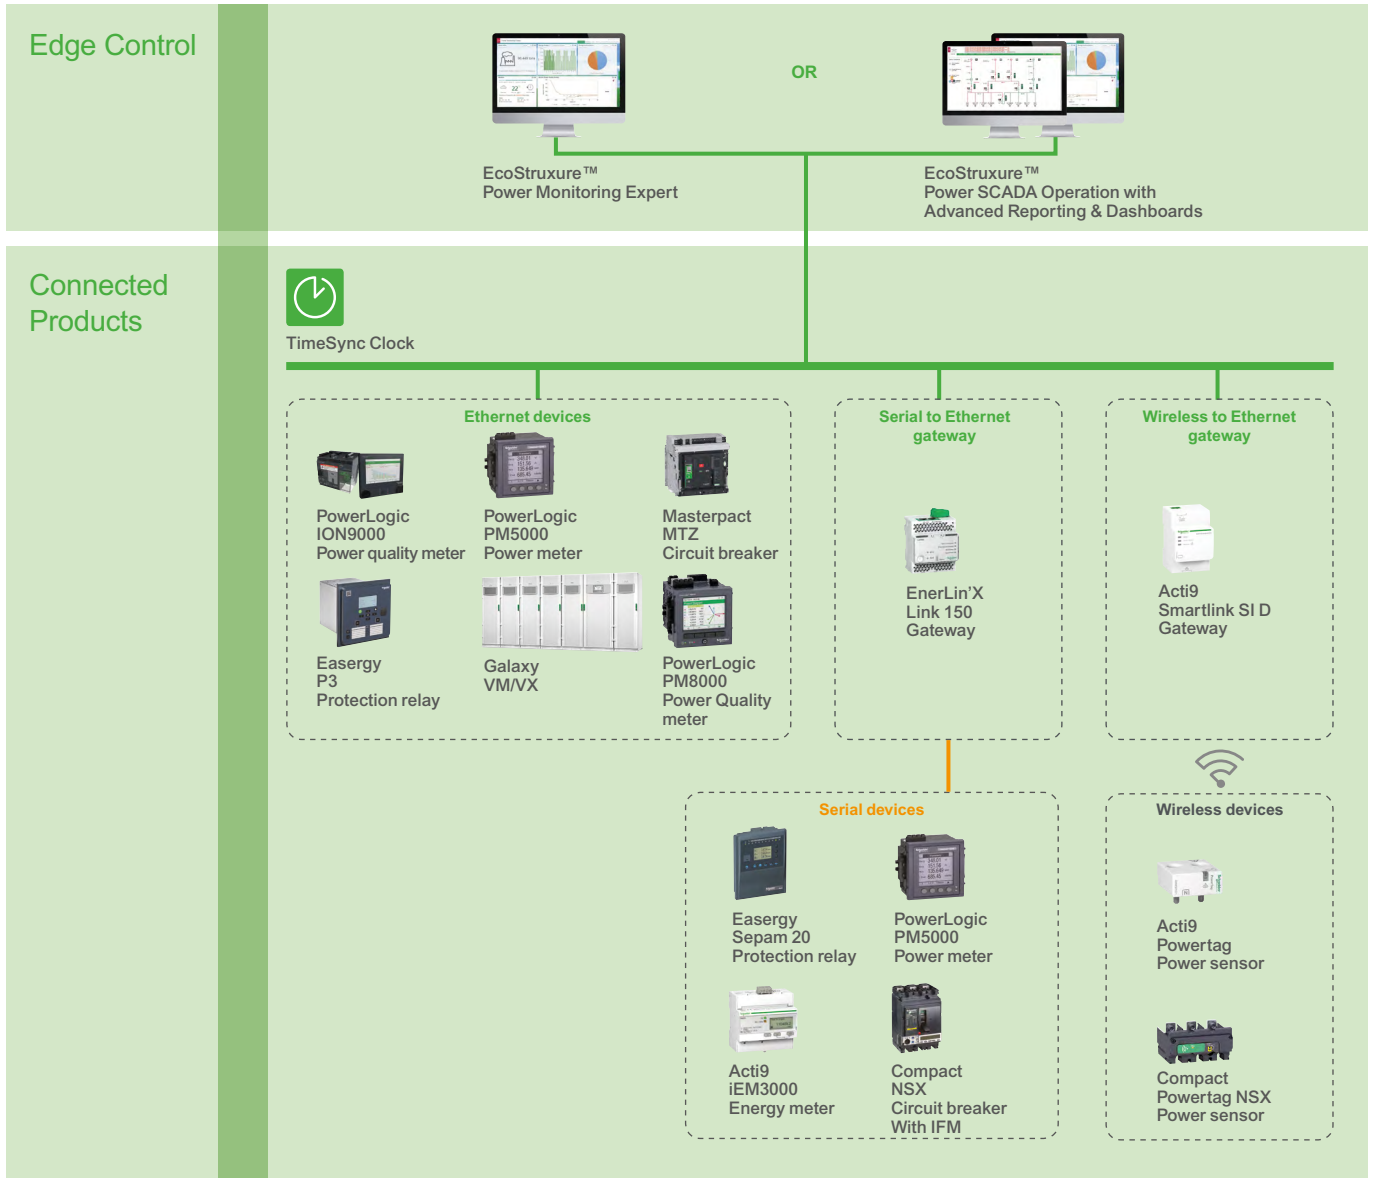 Edge Control
OR
EcoStruxure™
Power Monitoring Expert
EcoStruxure™
Power SCADA Operation with
Advanced Reporting & Dashboards
Connected
Products
TimeSync Clock
Ethernet devices
PowerLogic
ION9000
Power quality meter
PowerLogic
PM5000
Power meter
Masterpact
MTZ
Circuit breaker
Easergy
P3
Protection relay
Galaxy
VM/VX
PowerLogic
PM8000
Power Quality
meter
Serial to Ethernet
gateway
EnerLin’X
Link 150
Gateway
Wireless to Ethernet
gateway
Acti9
Smartlink SI D
Gateway
Serial devices
Easergy
Sepam 20
Protection relay
PowerLogic
PM5000
Power meter
Acti9
iEM3000
Energy meter
Compact
NSX
Circuit breaker
With IFM
Wireless devices
Acti9
Powertag
Power sensor
Compact
Powertag NSX
Power sensor